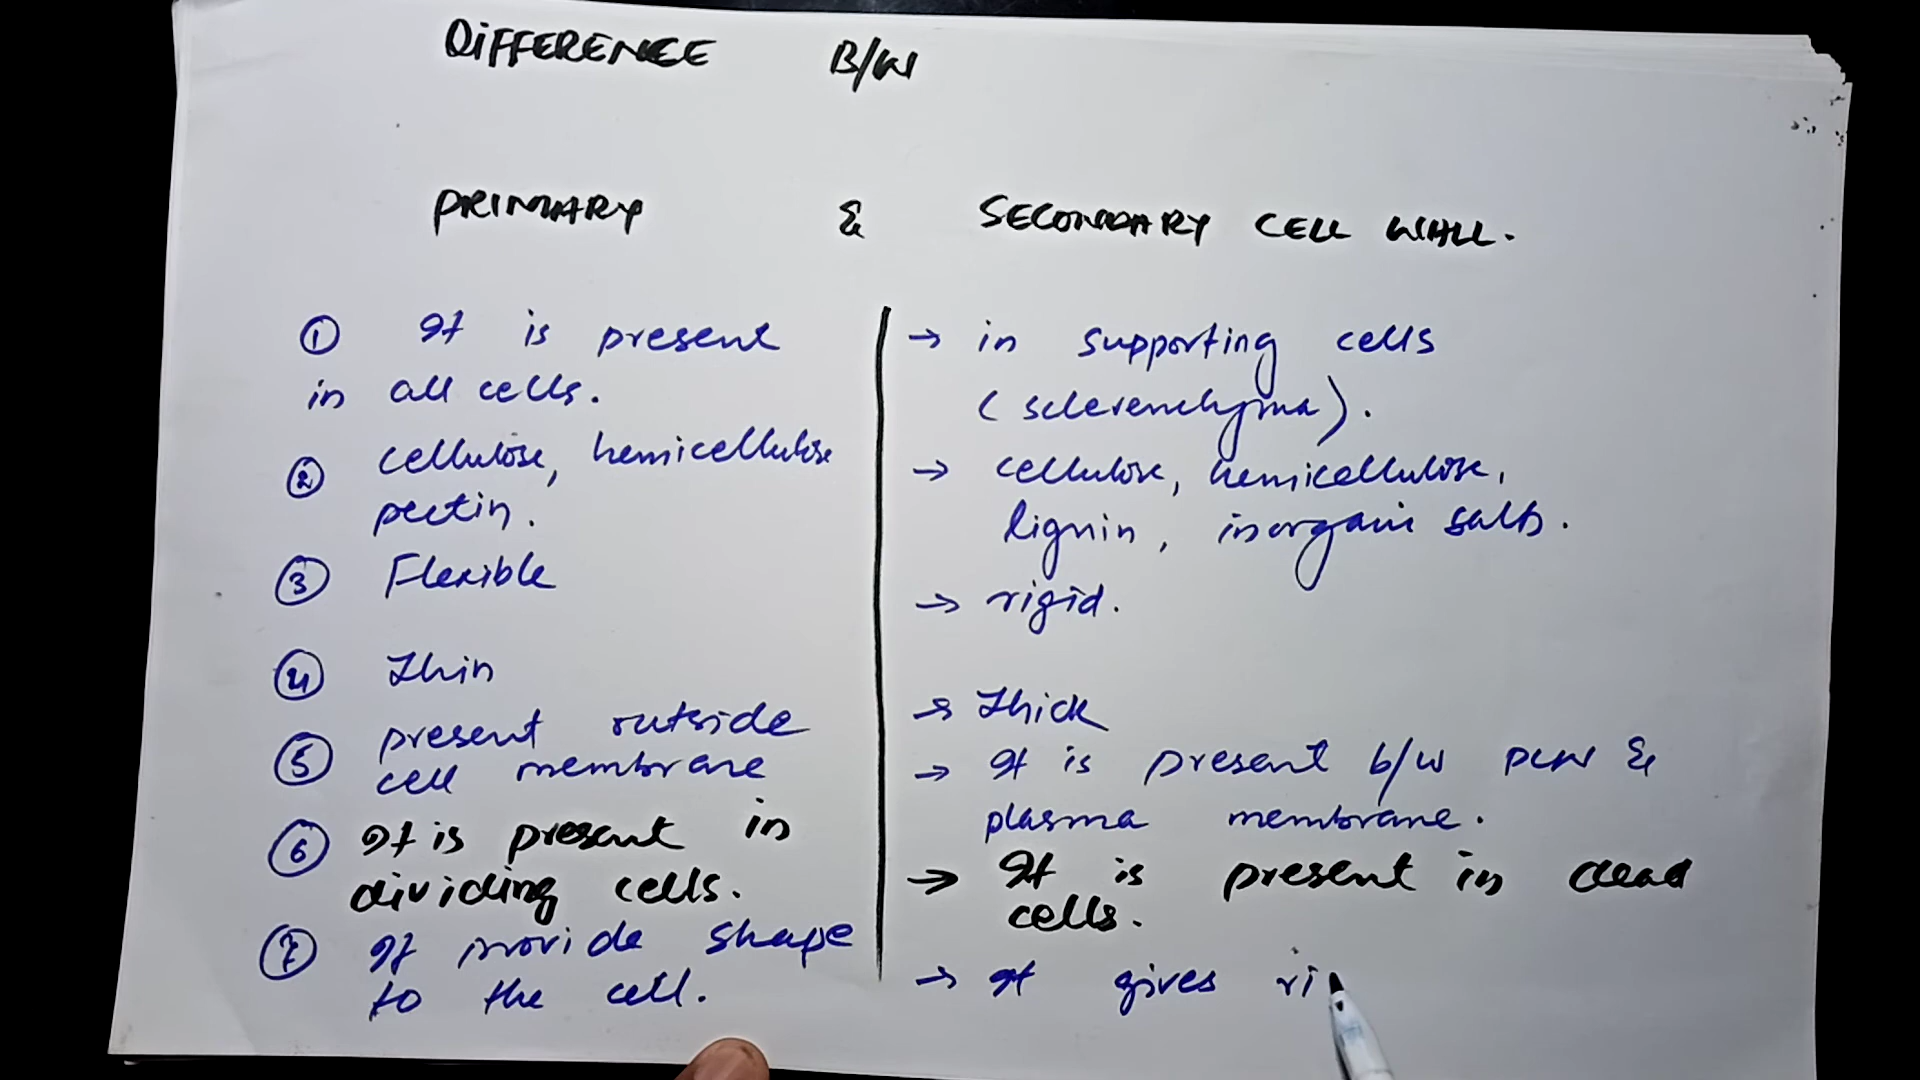 DIFFERENCE B/W
PRIMARY & SECONDARY CELL WALL.
① It is present
in all cells.
② cellulose, hemicellulose
pectin.
③ Flexible
④ Thin
⑤ present outside
cell membrane
⑥ It is present in
dividing cells.
⑦ It provide shape
to the cell.
→ in supporting cells
(sclerenchyma).
→ cellulose, hemicellulose,
lignin, inorganic salts.
→ rigid.
→ Thick
→ It is present b/w PCW &
plasma membrane.
→ It is present in dead
cells.
→ It gives ri